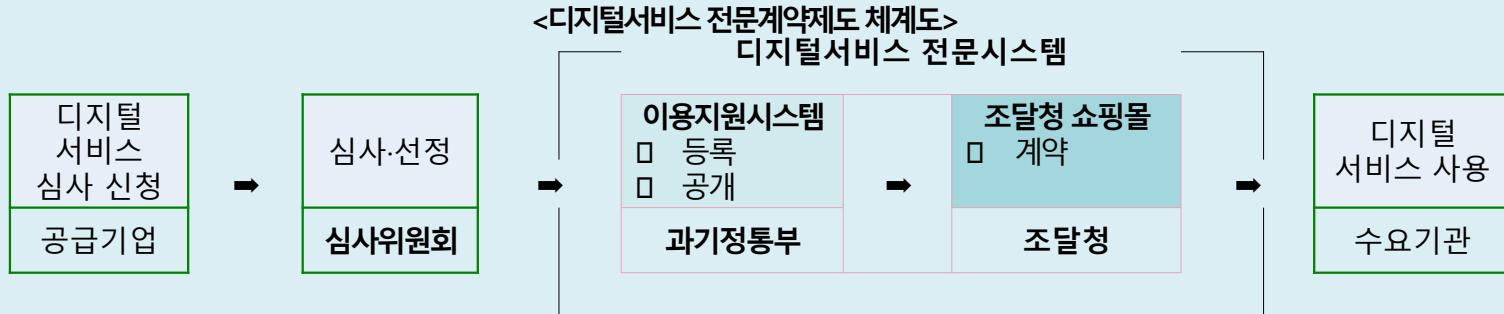 <디지털서비스 전문계약제도 체계도>
디지털서비스 전문시스템
디지털
서비스
심사 신청
공급기업
➡
심사·선정
심사위원회
➡
이용지원시스템
□ 등록
□ 공개
과기정통부
➡
조달청 쇼핑몰
□ 계약
조달청
➡
디지털
서비스 사용
수요기관